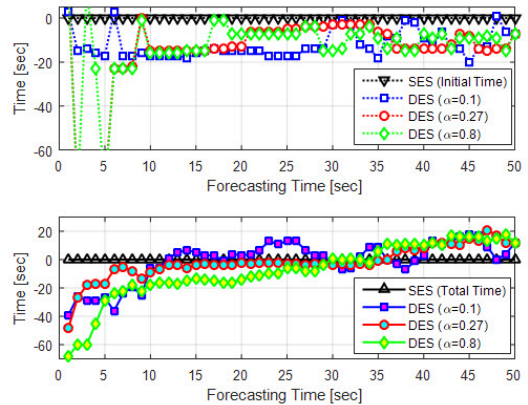 0
-20
-40
-60
Time [sec]
SES (Initial Time)
DES (α=0.1)
DES (α=0.27)
DES (α=0.8)
0 5 10 15 20 25 30 35 40 45 50
Forecasting Time [sec]
20
0
-20
-40
-60
Time [sec]
SES (Total Time)
DES (α=0.1)
DES (α=0.27)
DES (α=0.8)
0 5 10 15 20 25 30 35 40 45 50
Forecasting Time [sec]